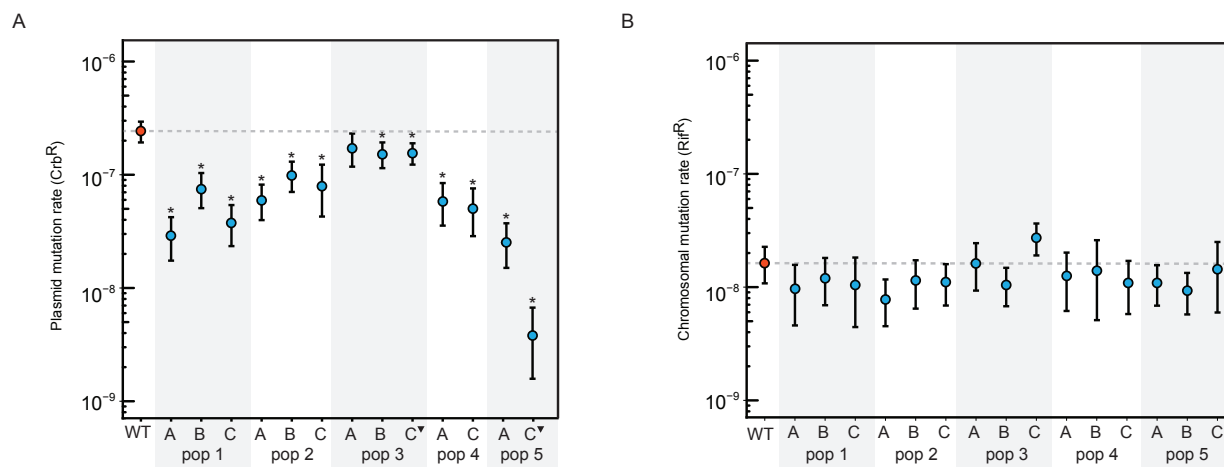 A
Plasmid mutation rate (Crb^R)
10^-6
10^-7
10^-8
10^-9
* * * * * * * * * * * *
WT A B C A B C A B C▼ A C A C▼
pop 1 pop 2 pop 3 pop 4 pop 5
B
Chromosomal mutation rate (Rif^R)
10^-6
10^-7
10^-8
10^-9
WT A B C A B C A B C A B C A B C
pop 1 pop 2 pop 3 pop 4 pop 5